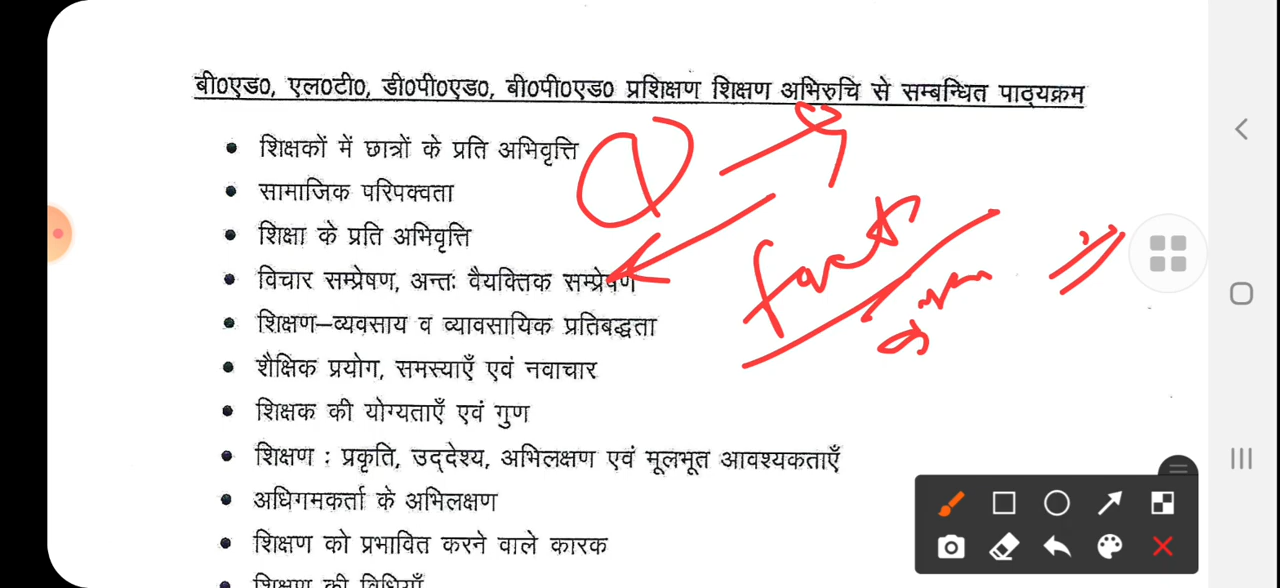 बी0एड0, एल0टी0, डी0पी0एड0, बी0पी0एड0 प्रशिक्षण शिक्षण अभिरुचि से सम्बन्धित पाठ्यक्रम
• शिक्षकों में छात्रों के प्रति अभिवृत्ति
• सामाजिक परिपक्वता
• शिक्षा के प्रति अभिवृत्ति
• विचार सम्प्रेषण, अन्तः वैयक्तिक सम्प्रेषण
• शिक्षण–व्यवसाय व व्यावसायिक प्रतिबद्धता
fact
• शैक्षिक प्रयोग, समस्याएँ एवं नवाचार
• शिक्षक की योग्यताएँ एवं गुण
• शिक्षण : प्रकृति, उद्देश्य, अभिलक्षण एवं मूलभूत आवश्यकताएँ
• अधिगमकर्ता के अभिलक्षण
• शिक्षण को प्रभावित करने वाले कारक
• शिक्षण की विधियाँ